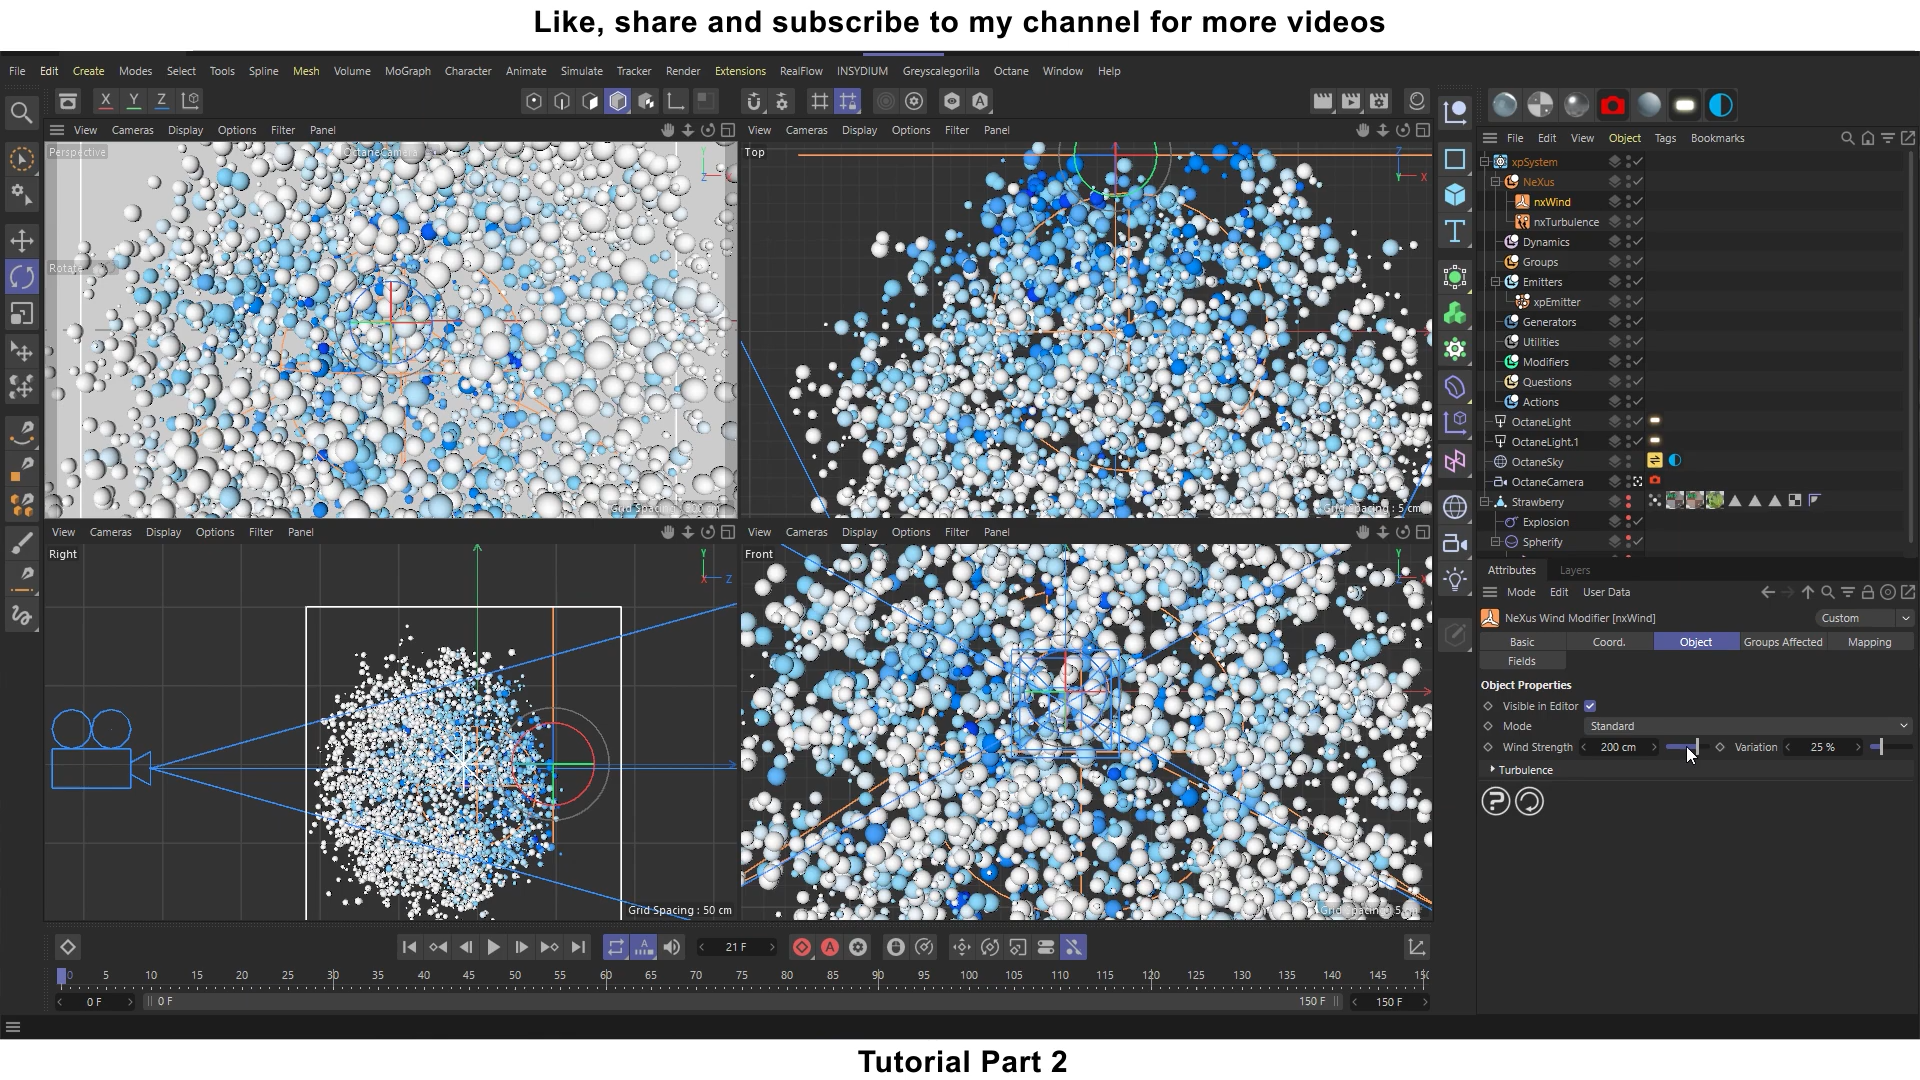 Like, share and subscribe to my channel for more videos
File Edit Create Modes Select Tools Spline Mesh Volume MoGraph Character Animate Simulate Tracker Render Extensions RealFlow INSYDIUM Greyscalegorilla Octane Window Help
X Y Z
View Cameras Display Options Filter Panel
Perspective OctaneCamera
Rotate
View Cameras Display Options Filter Panel
Top
View Cameras Display Options Filter Panel
Right
Grid Spacing : 50 cm
View Cameras Display Options Filter Panel
Front
File Edit View Object Tags Bookmarks
xpSystem
NeXus
nxWind
nxTurbulence
Dynamics
Groups
Emitters
xpEmitter
Generators
Utilities
Modifiers
Questions
Actions
OctaneLight
OctaneLight.1
OctaneSky
OctaneCamera
Strawberry
Explosion
Spherify
Attributes Layers
Mode Edit User Data
NeXus Wind Modifier [nxWind] Custom
Basic Coord. Object Groups Affected Mapping
Fields
Object Properties
Visible in Editor
Mode Standard
Wind Strength 200 cm Variation 25 %
Turbulence
21 F
0 5 10 15 20 25 30 35 40 45 50 55 60 65 70 75 80 85 90 95 100 105 110 115 120 125 130 135 140 145
0 F 0 F 150 F 150 F
Tutorial Part 2